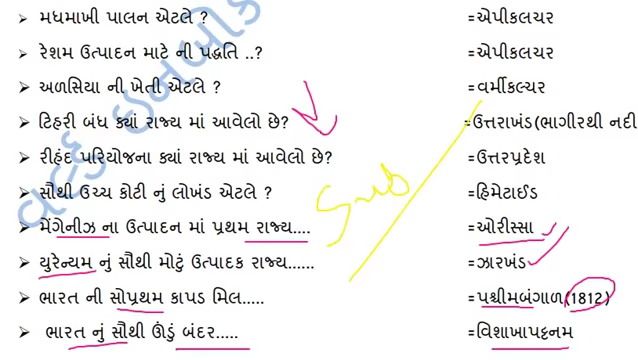 મધમાખી પાલન એટલે ? =એપીકલચર
રેશમ ઉત્પાદન માટે ની પદ્ધતિ ..? =એપીકલચર
અળસિયા ની ખેતી એટલે ? =વર્મીકલ્ચર
ટિહરી બંધ ક્યાં રાજ્ય માં આવેલો છે? =ઉત્તરાખંડ(ભાગીરથી નદી
રીહંદ પરિયોજના ક્યાં રાજ્ય માં આવેલો છે? =ઉત્તરપ્રદેશ
સૌથી ઉચ્ચ કોટી નું લોખંડ એટલે ? =હિમેટાઈડ
મેંગેનીઝ ના ઉત્પાદન માં પ્રથમ રાજ્ય.... =ઓરીસ્સા
યુરેન્યમ નું સૌથી મોટું ઉત્પાદક રાજ્ય...... =ઝારખંડ
ભારત ની સોપ્રથમ કાપડ મિલ..... =પશ્ચીમબંગાળ(1812)
ભારત નું સૌથી ઊંડું બંદર..... =વિશાખાપટ્ટનમ